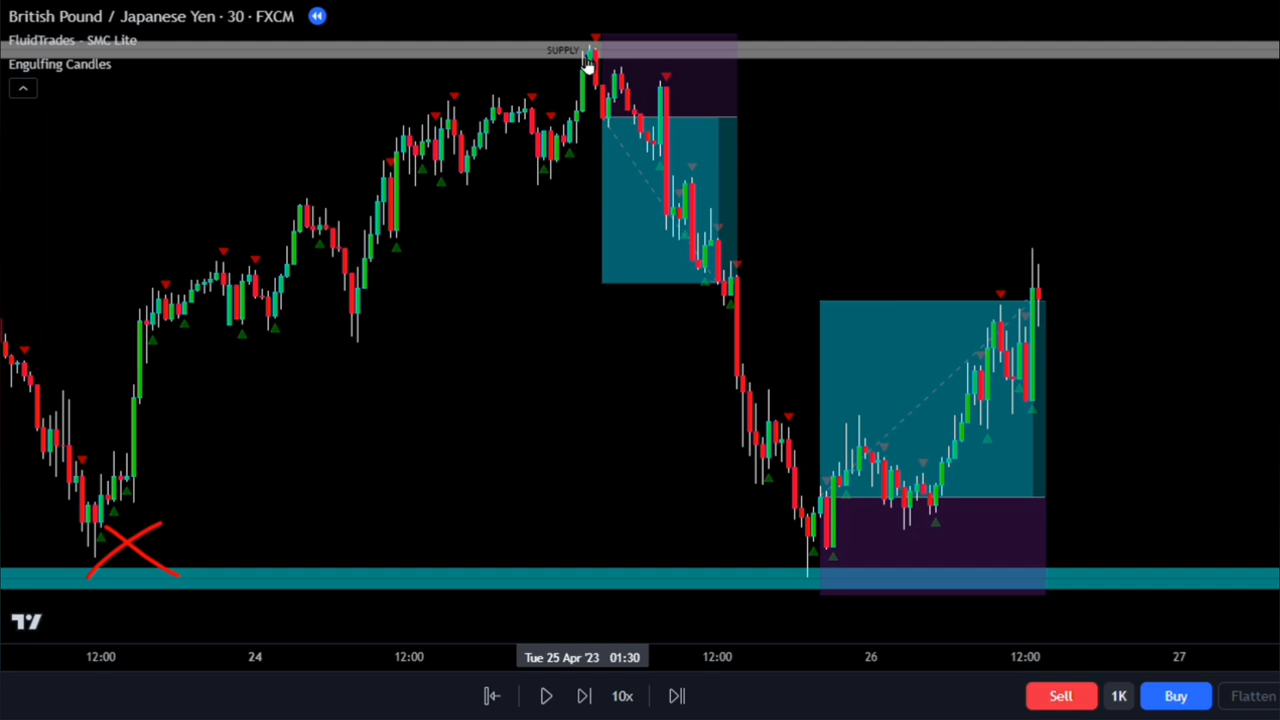 British Pound / Japanese Yen · 30 · FXCM
FluidTrades - SMC Lite
Engulfing Candles
SUPPLY
12:00 24 12:00 Tue 25 Apr '23 01:30 12:00 26 12:00 27
10x Sell 1K Buy Flatten